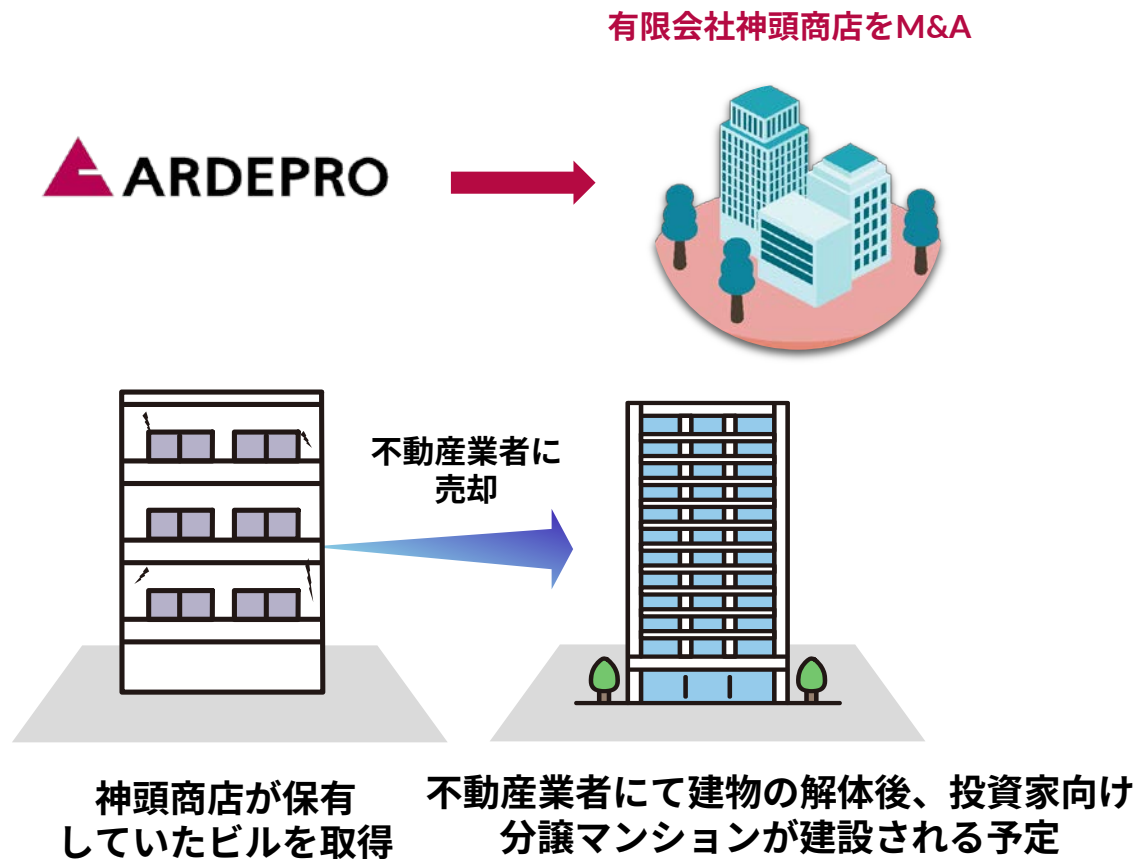 有限会社神頭商店をM&A
ARDEPRO
不動産業者に
売却
神頭商店が保有
していたビルを取得
不動産業者にて建物の解体後、投資家向け
分譲マンションが建設される予定